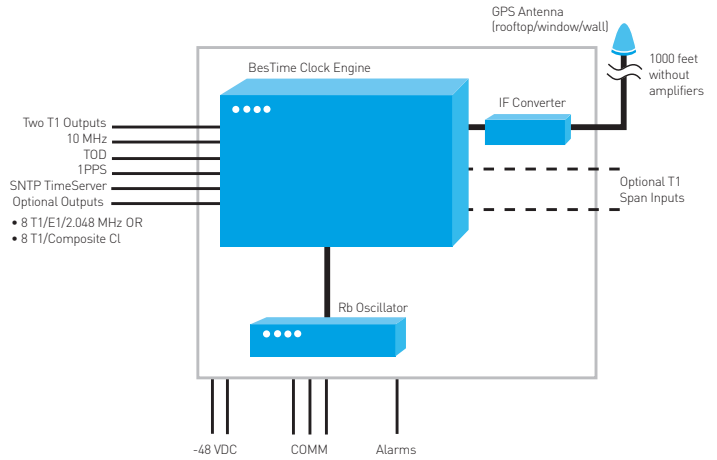 GPS Antenna
(rooftop/window/wall)
1000 feet
without
amplifiers
BesTime Clock Engine
IF Converter
Two T1 Outputs
10 MHz
TOD
1PPS
SNTP TimeServer
Optional Outputs
• 8 T1/E1/2.048 MHz OR
• 8 T1/Composite Cl
Optional T1
Span Inputs
Rb Oscillator
-48 VDC
COMM
Alarms